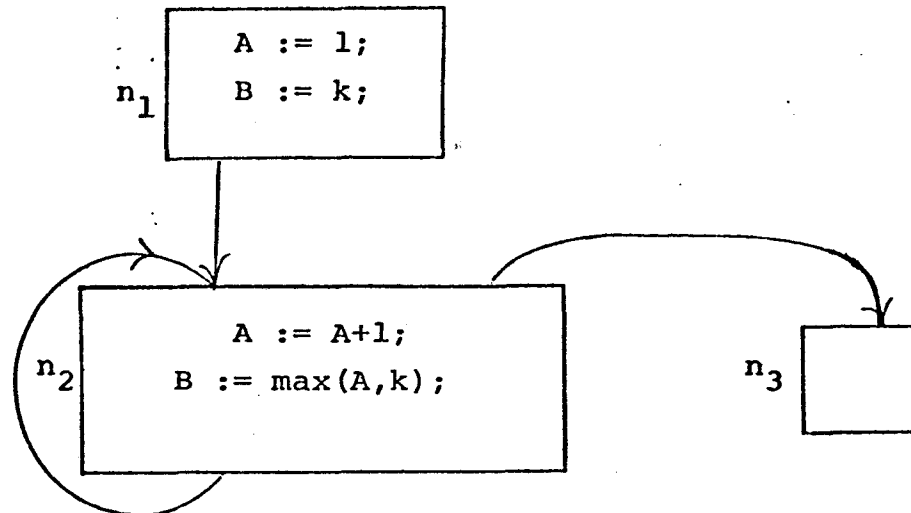 A := 1;
B := k;
n1
A := A+1;
B := max(A,k);
n2
n3